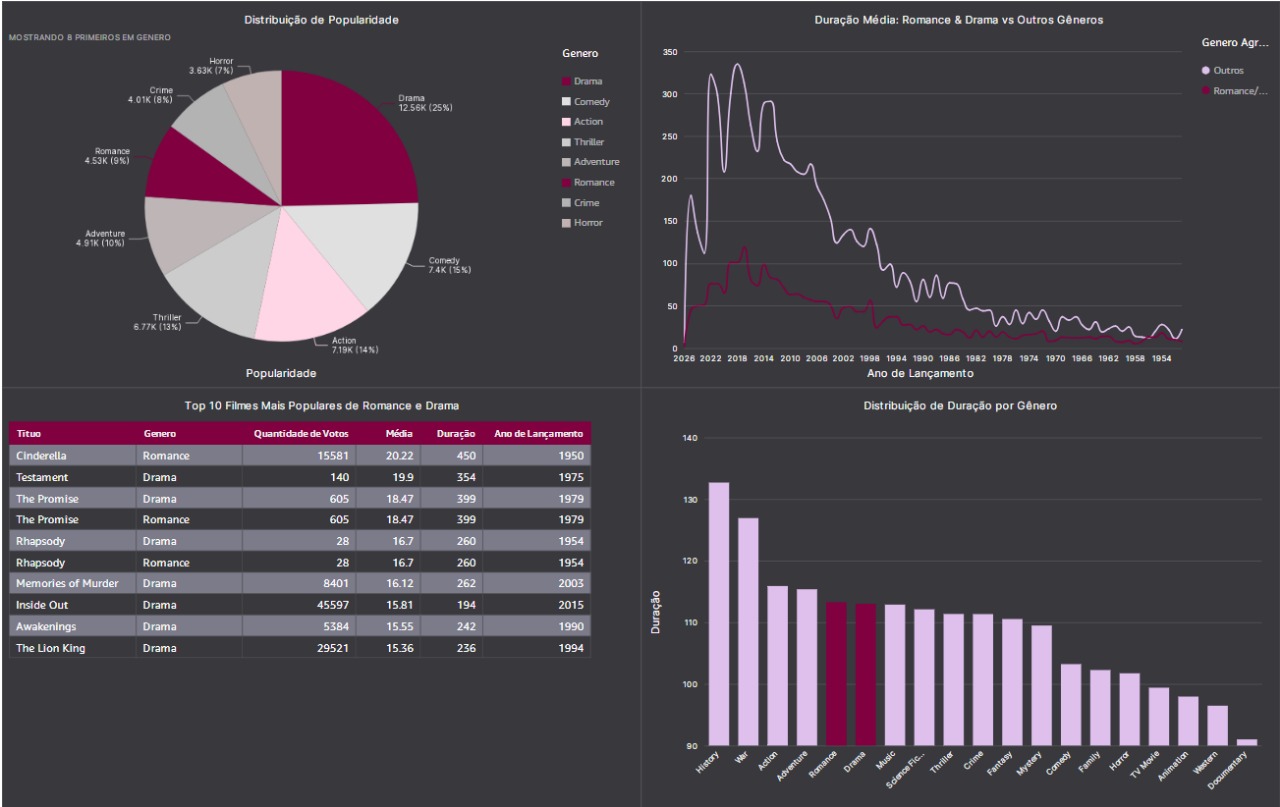 Distribuição de Popularidade
MOSTRANDO 8 PRIMEIROS EM GENERO
Horror
3.63K (7%)
Crime
4.01K (8%)
Romance
4.53K (9%)
Adventure
4.91K (10%)
Thriller
6.77K (13%)
Action
7.19K (14%)
Comedy
7.4K (15%)
Drama
12.56K (25%)
Popularidade
Genero
Drama
Comedy
Action
Thriller
Adventure
Romance
Crime
Horror
Duração Média: Romance & Drama vs Outros Gêneros
350
300
250
200
150
100
50
0
2026 2022 2018 2014 2010 2006 2002 1998 1994 1990 1986 1982 1978 1974 1970 1966 1962 1958 1954
Ano de Lançamento
Genero Agr...
Outros
Romance/...
Top 10 Filmes Mais Populares de Romance e Drama
Tituo Genero Quantidade de Votos Média Duração Ano de Lançamento
Cinderella Romance 15581 20.22 450 1950
Testament Drama 140 19.9 354 1975
The Promise Drama 605 18.47 399 1979
The Promise Romance 605 18.47 399 1979
Rhapsody Drama 28 16.7 260 1954
Rhapsody Romance 28 16.7 260 1954
Memories of Murder Drama 8401 16.12 262 2003
Inside Out Drama 45597 15.81 194 2015
Awakenings Drama 5384 15.55 242 1990
The Lion King Drama 29521 15.36 236 1994
Distribuição de Duração por Gênero
Duração
140
130
120
110
100
90
History War Action Adventure Romance Drama Music Science Fic... Thriller Crime Fantasy Mystery Comedy Family Horror TV Movie Animation Western Documentary